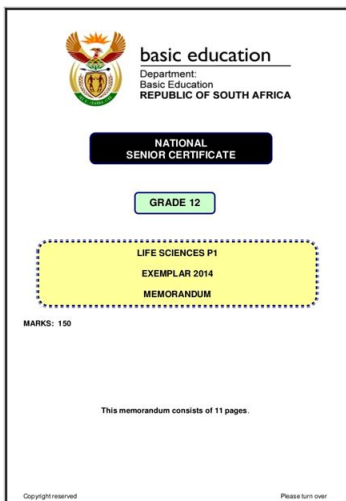 basic education
Department:
Basic Education
REPUBLIC OF SOUTH AFRICA
NATIONAL
SENIOR CERTIFICATE
GRADE 12
LIFE SCIENCES P1
EXEMPLAR 2014
MEMORANDUM
MARKS: 150
This memorandum consists of 11 pages.
Copyright reserved
Please turn over